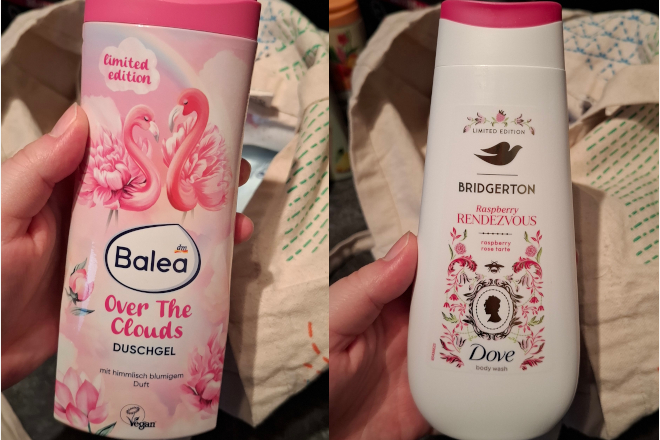 limited
edition
dm
Balea
Over The
Clouds
DUSCHGEL
mit himmlisch blumigem
Duft
Vegan
LIMITED EDITION
BRIDGERTON
Raspberry
RENDEZVOUS
raspberry
rose tarte
Dove
body wash